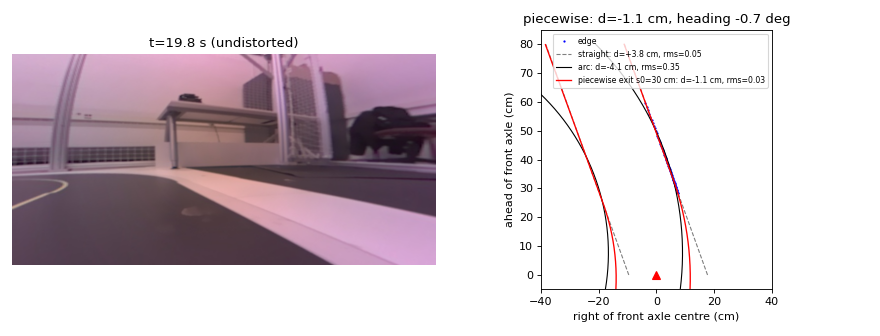 t=19.8 s (undistorted)
piecewise: d=-1.1 cm, heading -0.7 deg
edge
straight: d=+3.8 cm, rms=0.05
arc: d=-4.1 cm, rms=0.35
piecewise exit s0=30 cm: d=-1.1 cm, rms=0.03
ahead of front axle (cm)
80
70
60
50
40
30
20
10
0
−40
−20
0
20
40
right of front axle centre (cm)